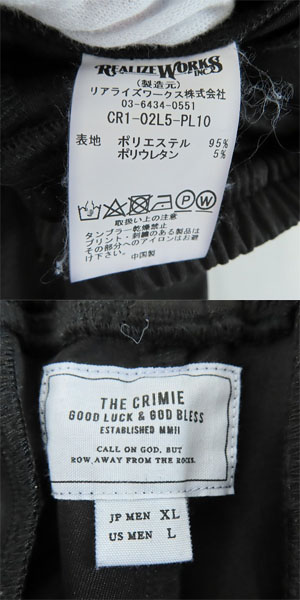 REALIZE WORKS
INC.
(製造元)
リアライズワークス株式会社
03-6434-0551
CR1-02L5-PL10
表地 ポリエステル 95%
ポリウレタン 5%
P W
取扱い上の注意
タンブラー乾燥禁止
プリント・刺繍のある製品は
その部分へのアイロンはお避
け下さい。 中国製
THE CRIMIE
GOOD LUCK & GOD BLESS
ESTABLISHED MMII
CALL ON GOD, BUT
ROW AWAY FROM THE ROCKS.
JP MEN XL
US MEN L